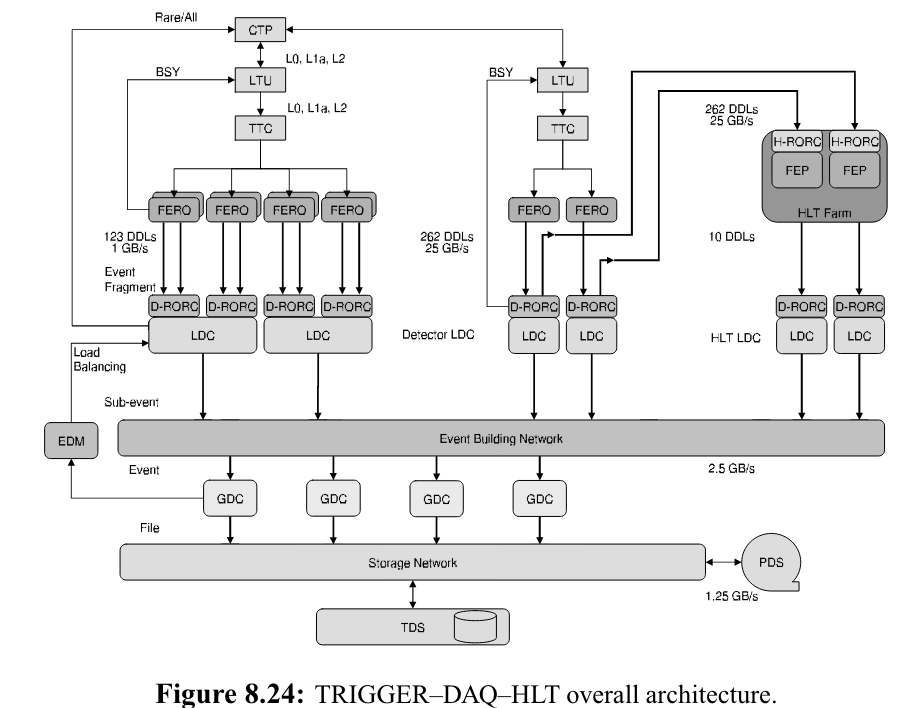 Rare/All
CTP
L0, L1a, L2
BSY
LTU
BSY
LTU
L0, L1a, L2
262 DDLs
25 GB/s
TTC
TTC
H-RORC
H-RORC
FEP
FEP
HLT Farm
FERO
FERO
FERO
FERO
FERO
FERO
123 DDLs
1 GB/s
262 DDLs
25 GB/s
10 DDLs
Event
Fragment
D-RORC
D-RORC
D-RORC
D-RORC
D-RORC
D-RORC
D-RORC
D-RORC
LDC
LDC
Detector LDC
LDC
LDC
HLT LDC
LDC
LDC
Load
Balancing
Sub-event
EDM
Event Building Network
Event
2.5 GB/s
GDC
GDC
GDC
GDC
File
Storage Network
PDS
1.25 GB/s
TDS
Figure 8.24: TRIGGER–DAQ–HLT overall architecture.